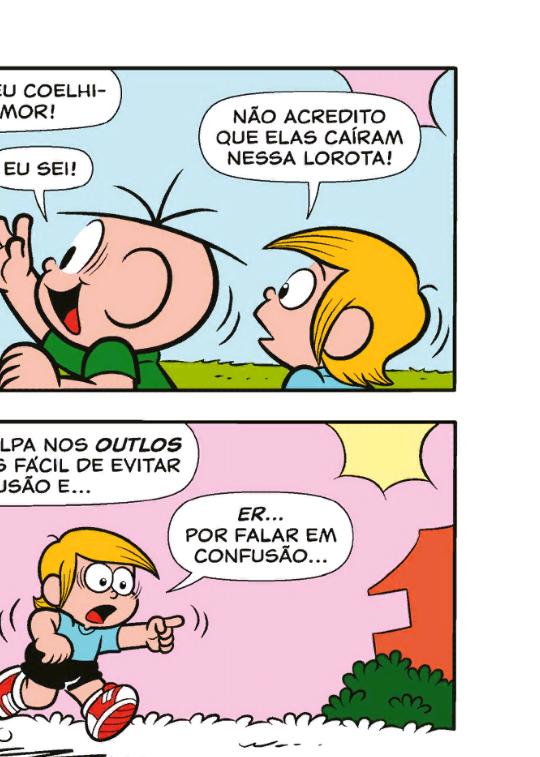 EU COELHI-
MOR!
EU SEI!
NÃO ACREDITO
QUE ELAS CAÍRAM
NESSA LOROTA!
LPA NOS OUTLOS
S FÁCIL DE EVITAR
USÃO E...
ER...
POR FALAR EM
CONFUSÃO...